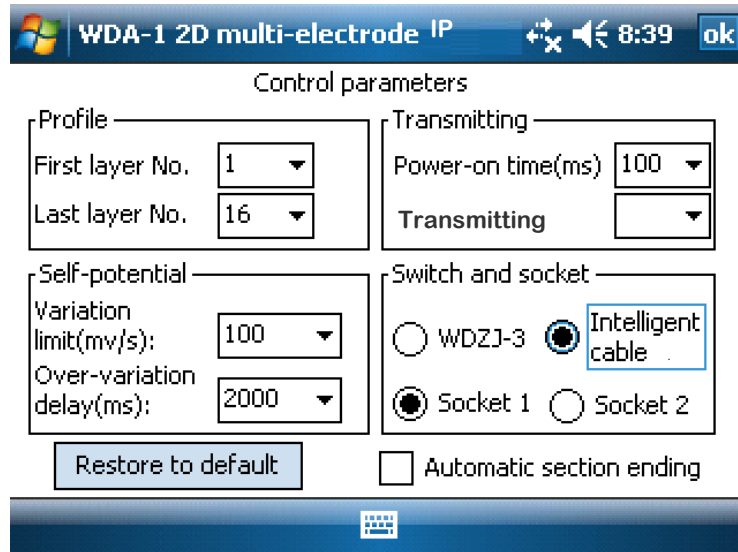 WDA-1 2D multi-electrode IP 8:39 ok
Control parameters
Profile
First layer No. 1
Last layer No. 16
Transmitting
Power-on time(ms) 100
Transmitting
Self-potential
Variation
limit(mv/s): 100
Over-variation
delay(ms): 2000
Switch and socket
WDZJ-3 Intelligent
cable
Socket 1 Socket 2
Restore to default Automatic section ending